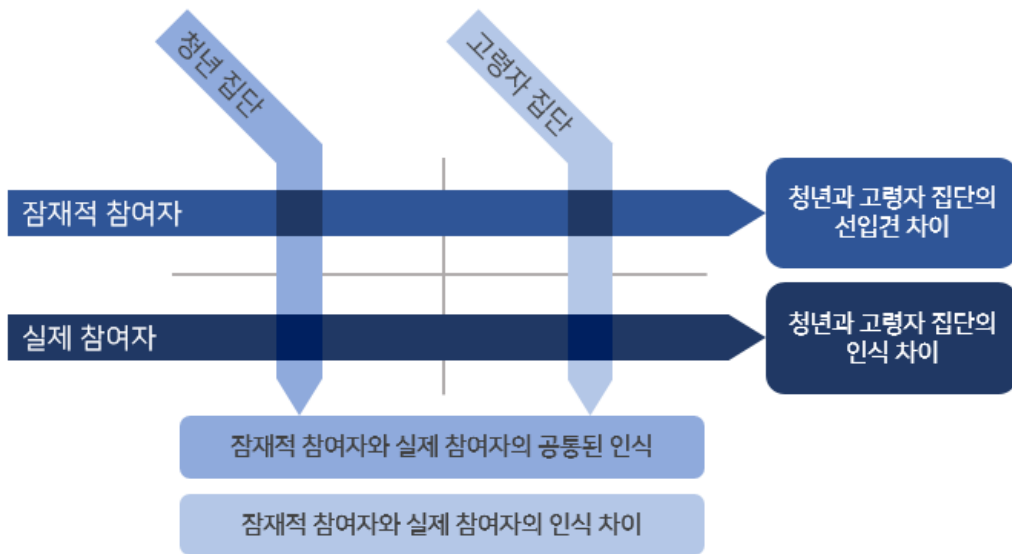 청년 집단
고령자 집단
잠재적 참여자
청년과 고령자 집단의
선입견 차이
실제 참여자
청년과 고령자 집단의
인식 차이
잠재적 참여자와 실제 참여자의 공통된 인식
잠재적 참여자와 실제 참여자의 인식 차이